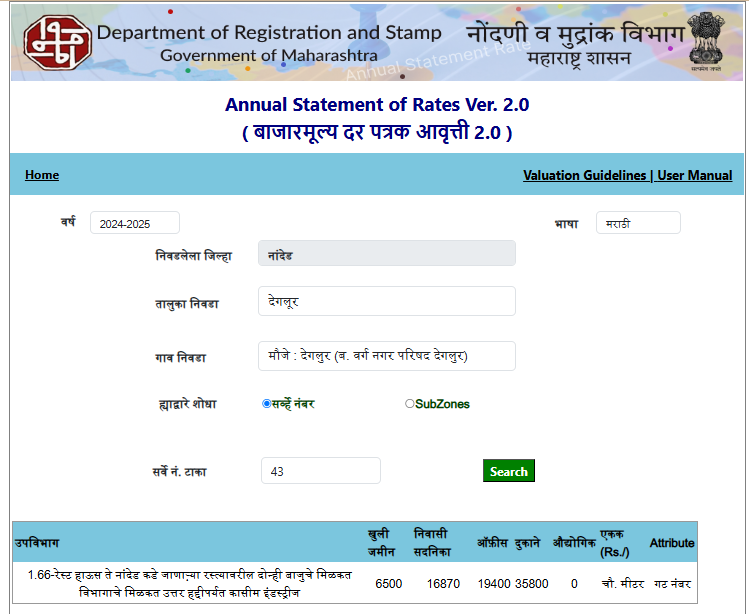 Department of Registration and Stamp
Government of Maharashtra
नोंदणी व मुद्रांक विभाग
महाराष्ट्र शासन
Annual Statement Rate
सत्यमेव जयते
Annual Statement of Rates Ver. 2.0
( बाजारमूल्य दर पत्रक आवृत्ती 2.0 )
Home Valuation Guidelines | User Manual
वर्ष 2024-2025 भाषा मराठी
निवडलेला जिल्हा नांदेड
तालुका निवडा देगलूर
गाव निवडा मौजे : देगलुर (ब. वर्ग नगर परिषद देगलुर)
ह्याद्वारे शोधा सर्व्हे नंबर SubZones
सर्वे नं. टाका 43 Search
उपविभाग खुली जमीन निवासी सदनिका ऑफ़ीस दुकाने औद्योगिक एकक (Rs./) Attribute
1.66-रेस्ट हाऊस ते नांदेड कडे जाणाऱ्या रस्त्यावरील दोन्ही बाजुचे मिळकत
विभागाचे मिळकत उत्तर हद्दीपर्यंत कासीम इंडस्ट्रीज 6500 16870 19400 35800 0 चौ. मीटर गट नंबर